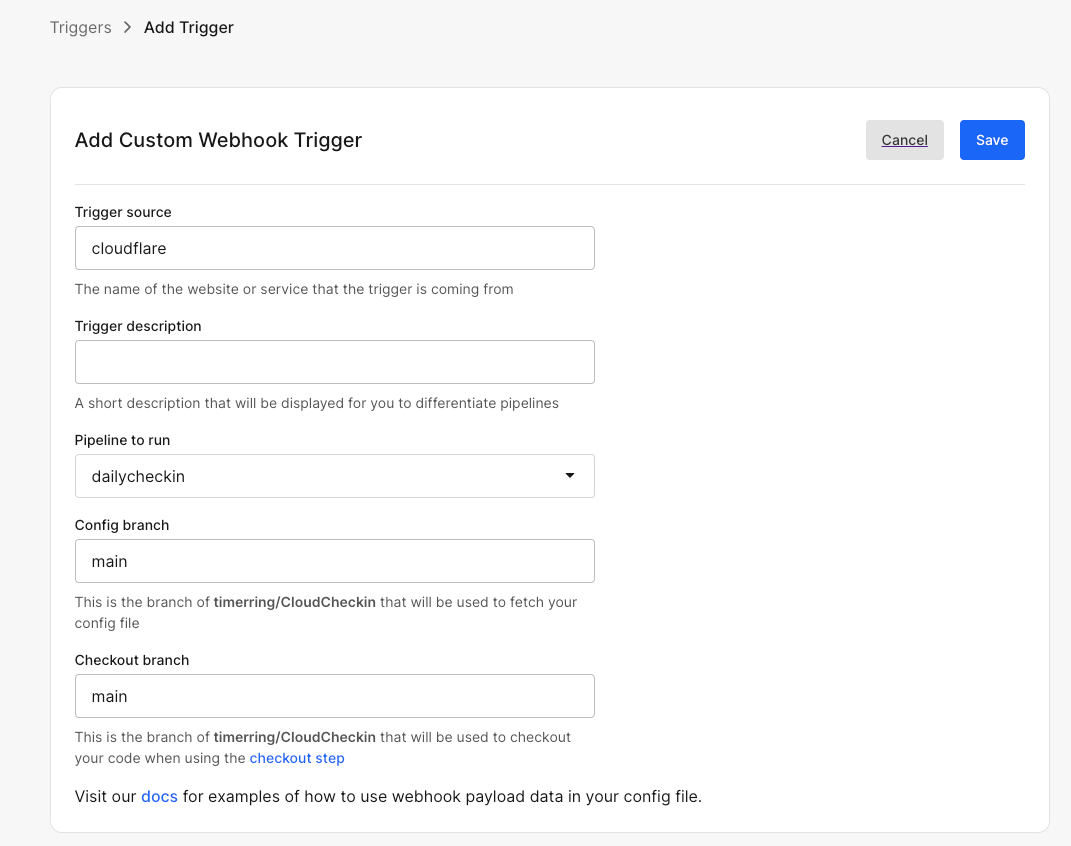 Triggers > Add Trigger
Add Custom Webhook Trigger
Cancel
Save
Trigger source
cloudflare
The name of the website or service that the trigger is coming from
Trigger description
A short description that will be displayed for you to differentiate pipelines
Pipeline to run
dailycheckin
Config branch
main
This is the branch of timerring/CloudCheckin that will be used to fetch your
config file
Checkout branch
main
This is the branch of timerring/CloudCheckin that will be used to checkout
your code when using the checkout step
Visit our docs for examples of how to use webhook payload data in your config file.